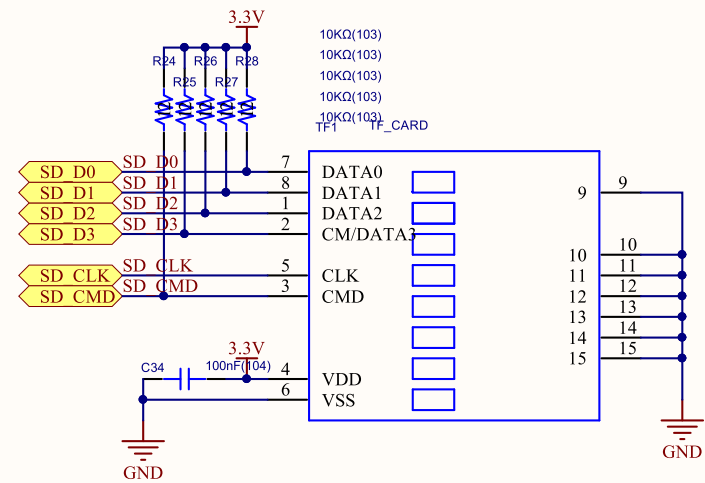 3.3V
10KΩ(103)
10KΩ(103)
10KΩ(103)
10KΩ(103)
10KΩ(103)
R24
R26
R28
R25
R27
TF1
TF_CARD
SD_D0
SD_D0
7
DATA0
SD_D1
SD_D1
8
DATA1
9
9
SD_D2
SD_D2
1
DATA2
SD_D3
SD_D3
2
CM/DATA3
10
10
SD_CLK
SD_CLK
5
CLK
11
11
SD_CMD
SD_CMD
3
CMD
12
12
13
13
14
14
15
15
3.3V
C34
100nF(104)
4
VDD
6
VSS
GND
GND